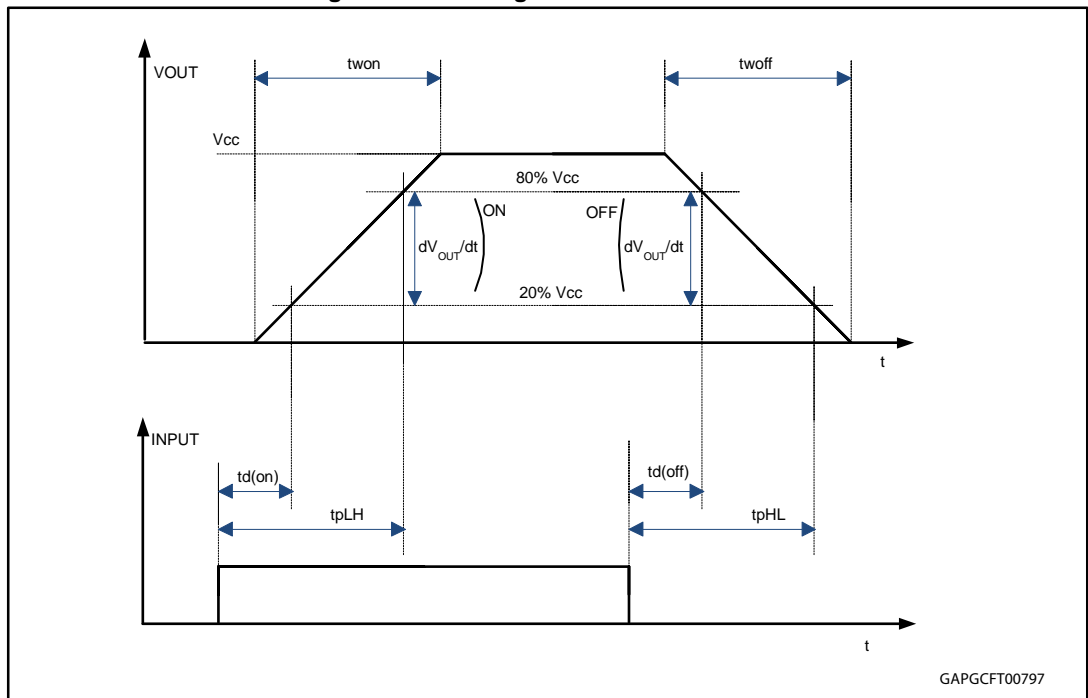 VOUT
twon
twoff
Vcc
80% Vcc
ON
OFF
dVOUT/dt
dVOUT/dt
20% Vcc
t
INPUT
td(on)
td(off)
tpLH
tpHL
t
GAPGCFT00797